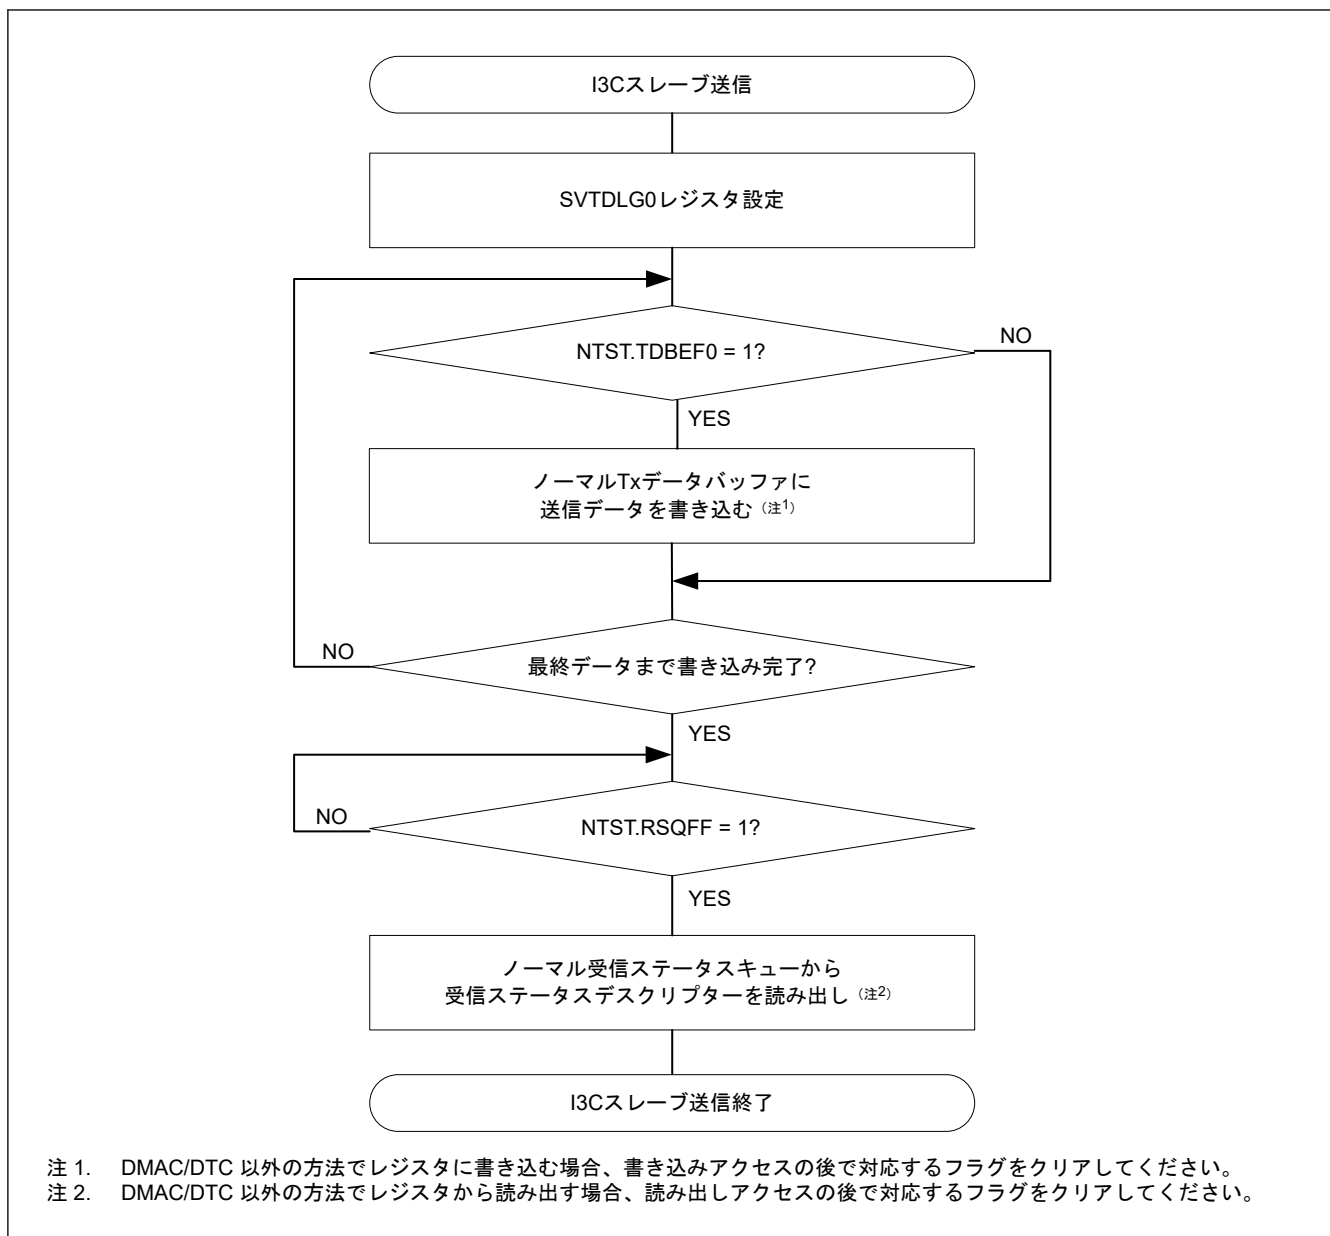 I3Cスレーブ送信
SVTDLG0レジスタ設定
NTST.TDBEF0 = 1?
NO
YES
ノーマルTxデータバッファに
送信データを書き込む（注1）
NO
最終データまで書き込み完了?
YES
NO
NTST.RSQFF = 1?
YES
ノーマル受信ステータスキューから
受信ステータスデスクリプターを読み出し（注2）
I3Cスレーブ送信終了
注 1. DMAC/DTC 以外の方法でレジスタに書き込む場合、書き込みアクセスの後で対応するフラグをクリアしてください。
注 2. DMAC/DTC 以外の方法でレジスタから読み出す場合、読み出しアクセスの後で対応するフラグをクリアしてください。